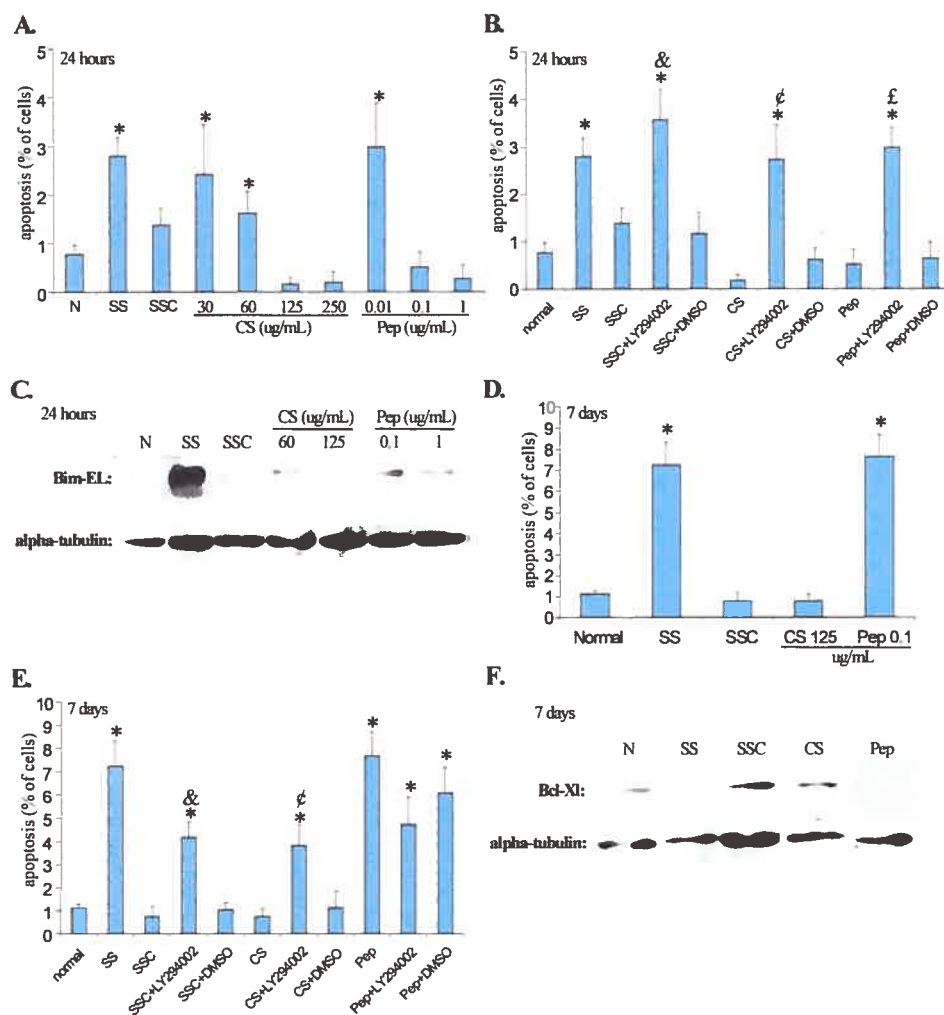 A.
24 hours
apoptosis (% of cells)
5
4
3
2
1
0
*
*
*
*
N
SS
SSC
30
60
125
250
0.01
0.1
1
CS (ug/mL)
Pep (ug/mL)
B.
24 hours
apoptosis (% of cells)
5
4
3
2
1
0
*
&
*
¢
*
£
*
normal
SS
SSC
SSC+LY294002
SSC+DMSO
CS
CS+LY294002
CS+DMSO
Pep
Pep+LY294002
Pep+DMSO
C.
24 hours
CS (ug/mL)
Pep (ug/mL)
N
SS
SSC
60
125
0.1
1
Bim-EL:
alpha-tubulin:
D.
7 days
apoptosis (% of cells)
10
9
8
7
6
5
4
3
2
1
0
*
*
Normal
SS
SSC
CS 125
Pep 0.1
ug/mL
E.
7 days
apoptosis (% of cells)
10
9
8
7
6
5
4
3
2
1
0
*
&
*
¢
*
*
*
*
normal
SS
SSC
SSC+LY294002
SSC+DMSO
CS
CS+LY294002
CS+DMSO
Pep
Pep+LY294002
Pep+DMSO
F.
7 days
N
SS
SSC
CS
Pep
Bcl-Xl:
alpha-tubulin: